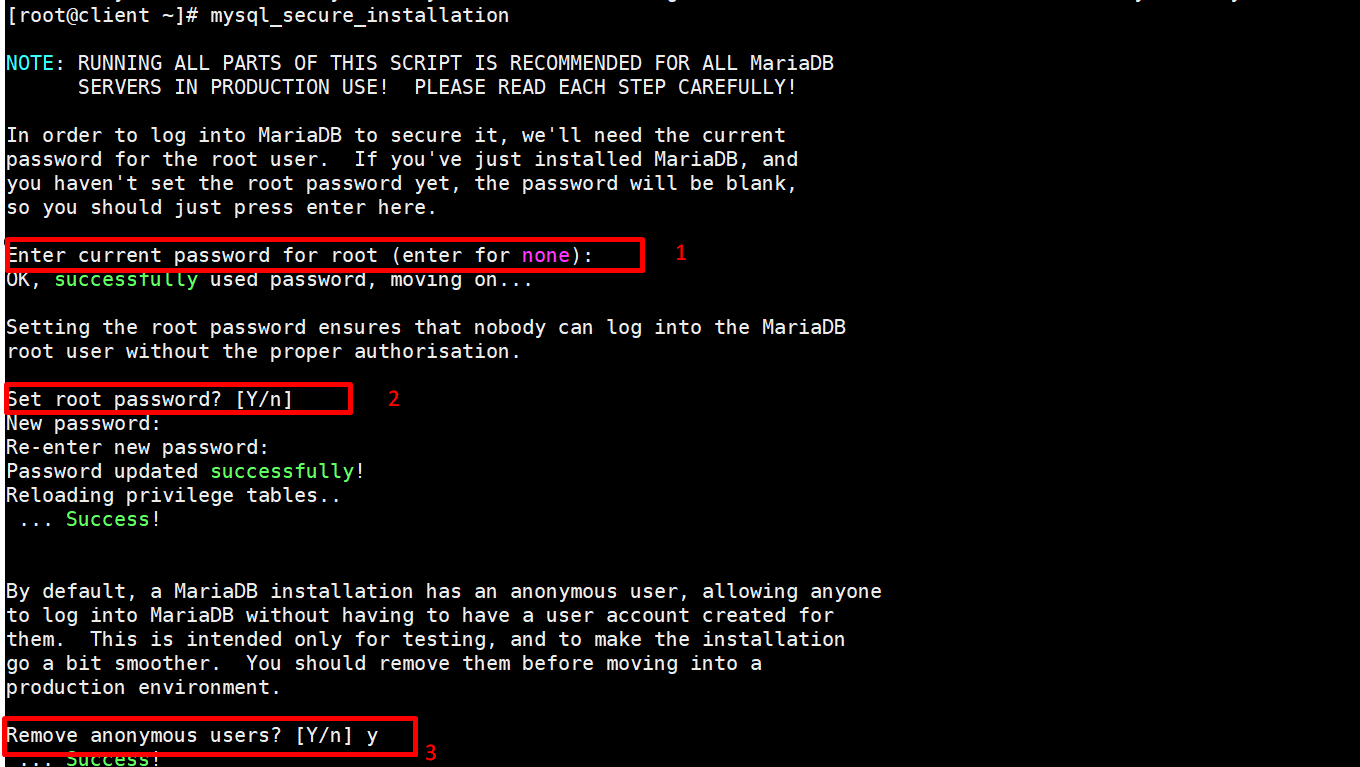 [root@client ~]# mysql_secure_installation
NOTE: RUNNING ALL PARTS OF THIS SCRIPT IS RECOMMENDED FOR ALL MariaDB
SERVERS IN PRODUCTION USE!  PLEASE READ EACH STEP CAREFULLY!
In order to log into MariaDB to secure it, we'll need the current
password for the root user.  If you've just installed MariaDB, and
you haven't set the root password yet, the password will be blank,
so you should just press enter here.
Enter current password for root (enter for none): 1
OK, successfully used password, moving on...
Setting the root password ensures that nobody can log into the MariaDB
root user without the proper authorisation.
Set root password? [Y/n] 2
New password:
Re-enter new password:
Password updated successfully!
Reloading privilege tables..
... Success!
By default, a MariaDB installation has an anonymous user, allowing anyone
to log into MariaDB without having to have a user account created for
them.  This is intended only for testing, and to make the installation
go a bit smoother.  You should remove them before moving into a
production environment.
Remove anonymous users? [Y/n] y 3
... Success!